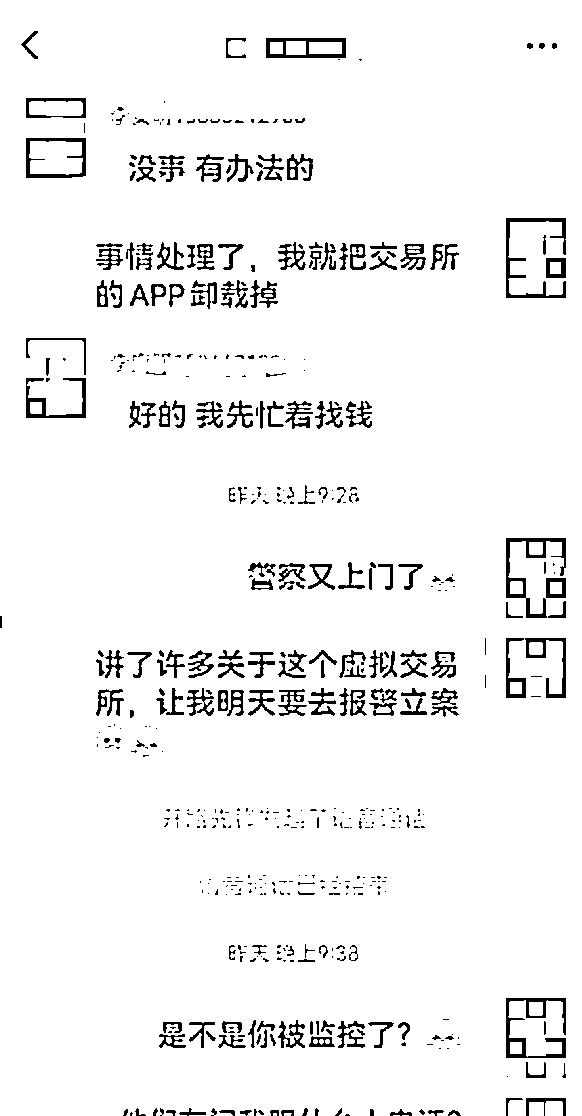 没事 有办法的
事情处理了，我就把交易所
的APP卸载掉
好的 我先忙着找钱
昨天 晚上9:28
警察又上门了
讲了许多关于这个虚拟交易
所，让我明天要去报警立案
昨天 晚上9:38
是不是你被监控了？